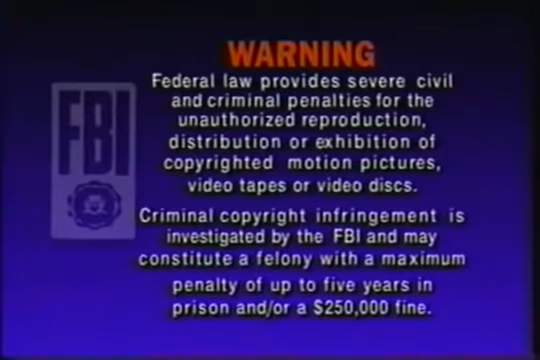 WARNING
Federal law provides severe civil
and criminal penalties for the
unauthorized reproduction,
distribution or exhibition of
copyrighted motion pictures,
video tapes or video discs.
FBI
Criminal copyright infringement is
investigated by the FBI and may
constitute a felony with a maximum
penalty of up to five years in
prison and/or a $250,000 fine.